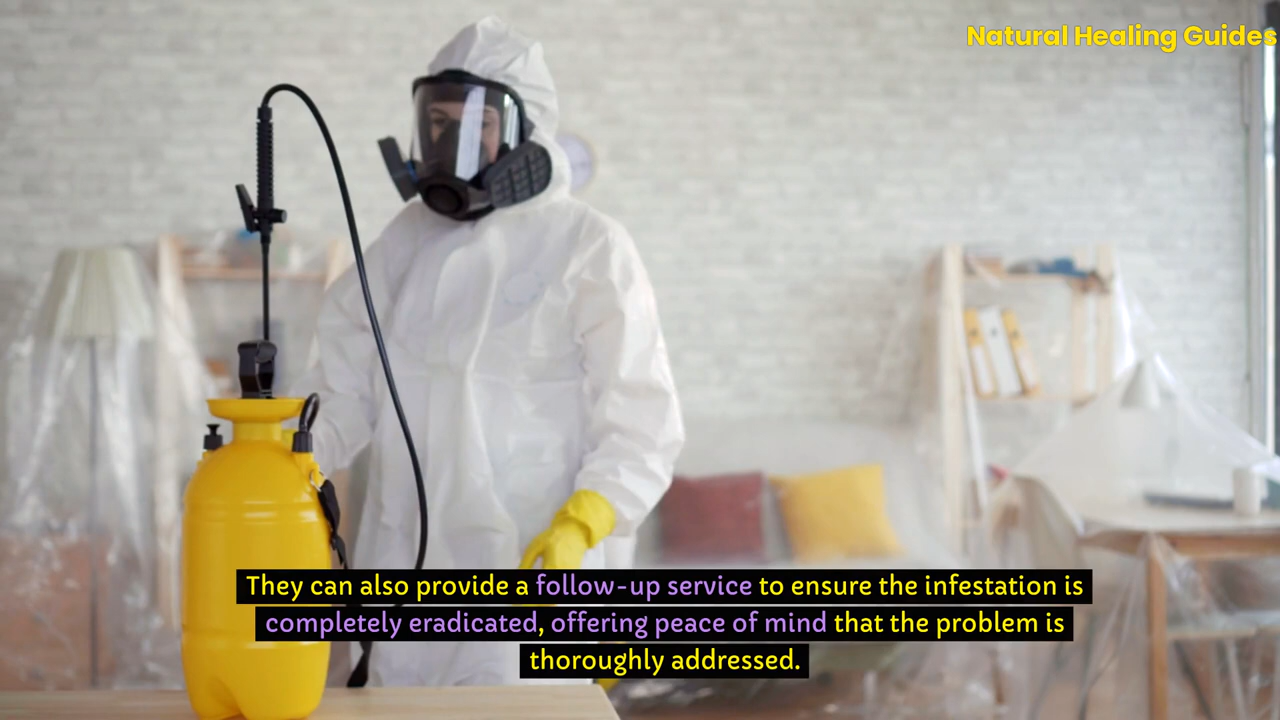 Natural Healing Guides
They can also provide a follow-up service to ensure the infestation is
completely eradicated, offering peace of mind that the problem is
thoroughly addressed.